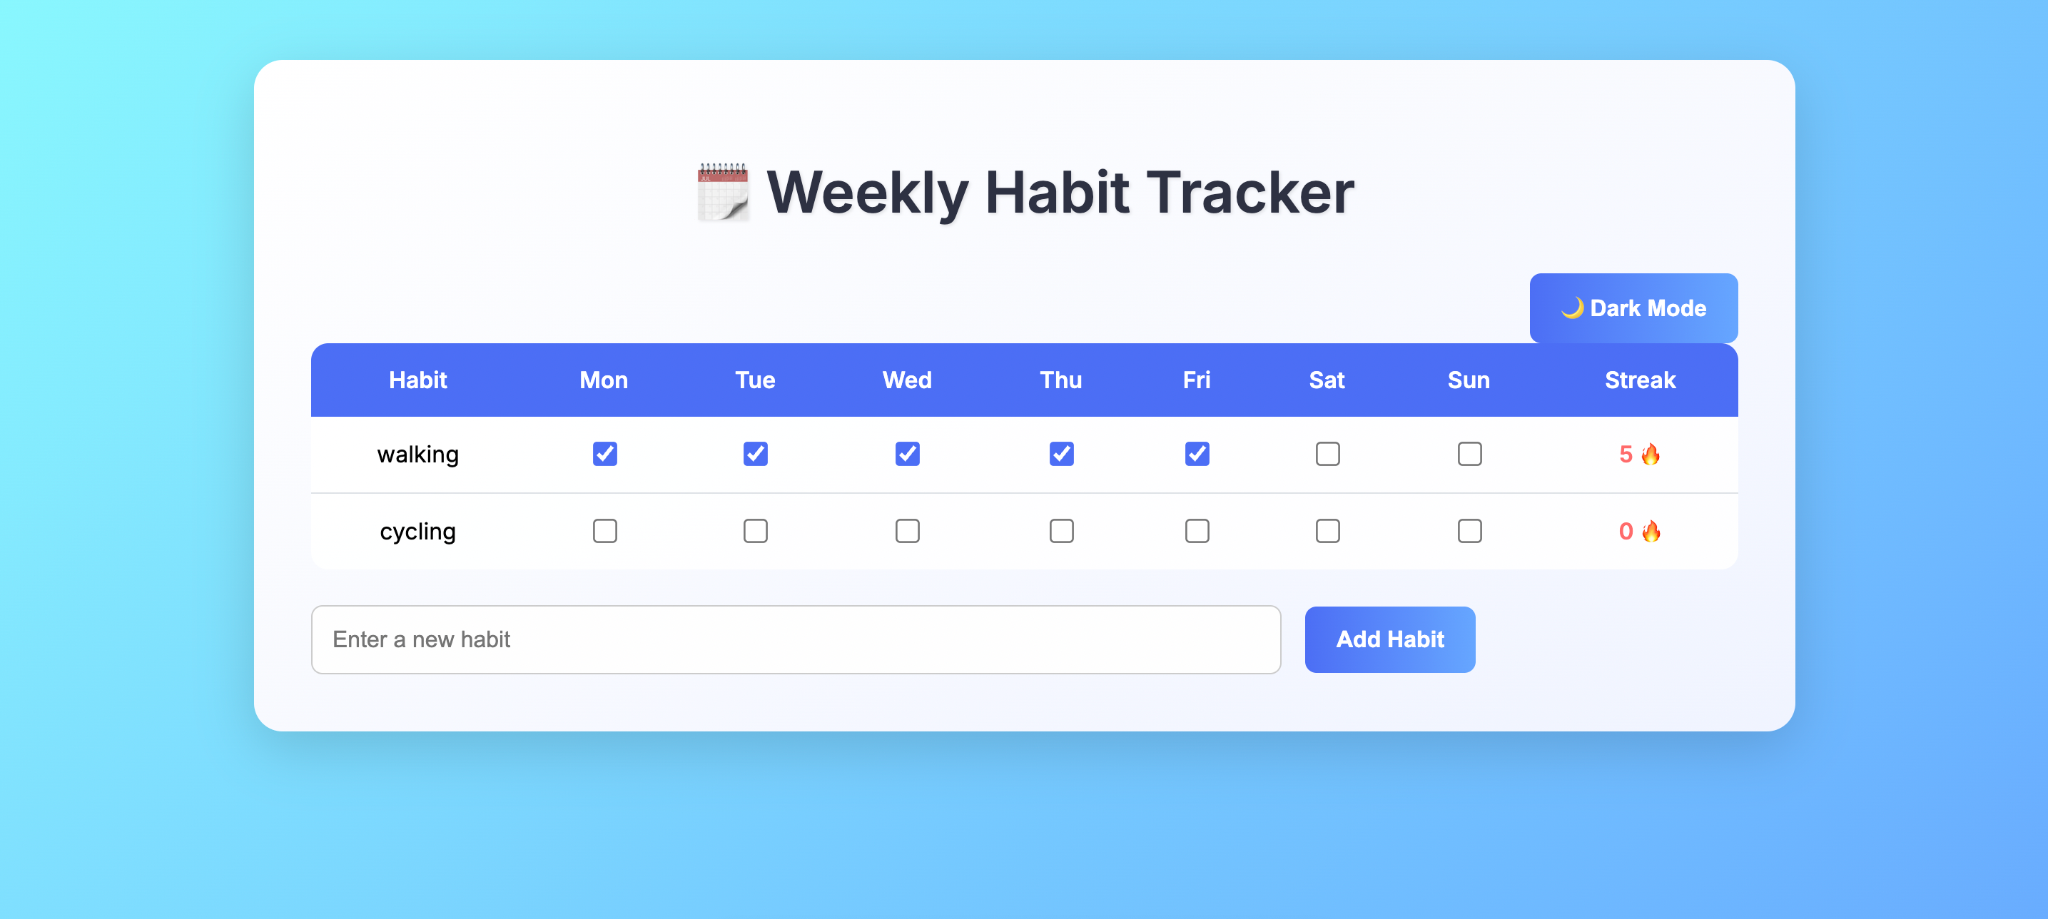 Weekly Habit Tracker
🌙 Dark Mode
Habit Mon Tue Wed Thu Fri Sat Sun Streak
walking 5 🔥
cycling 0 🔥
Enter a new habit Add Habit